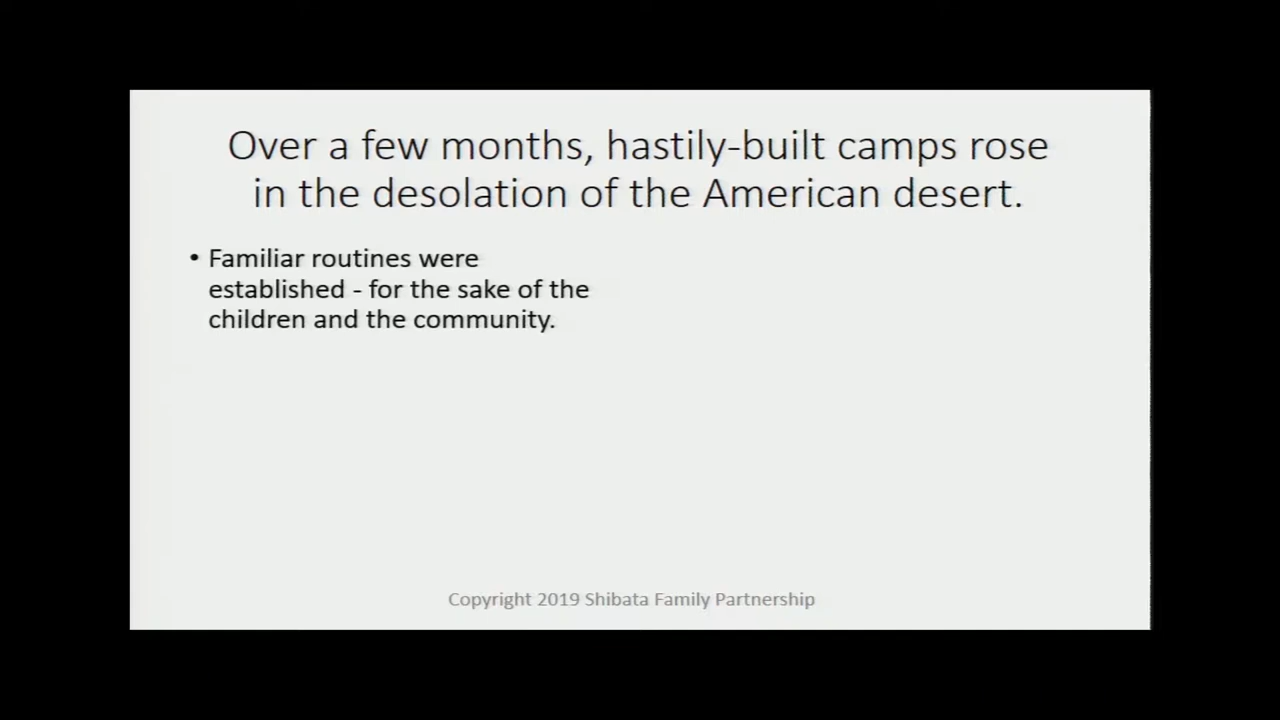 Over a few months, hastily-built camps rose
in the desolation of the American desert.
• Familiar routines were
established - for the sake of the
children and the community.
Copyright 2019 Shibata Family Partnership